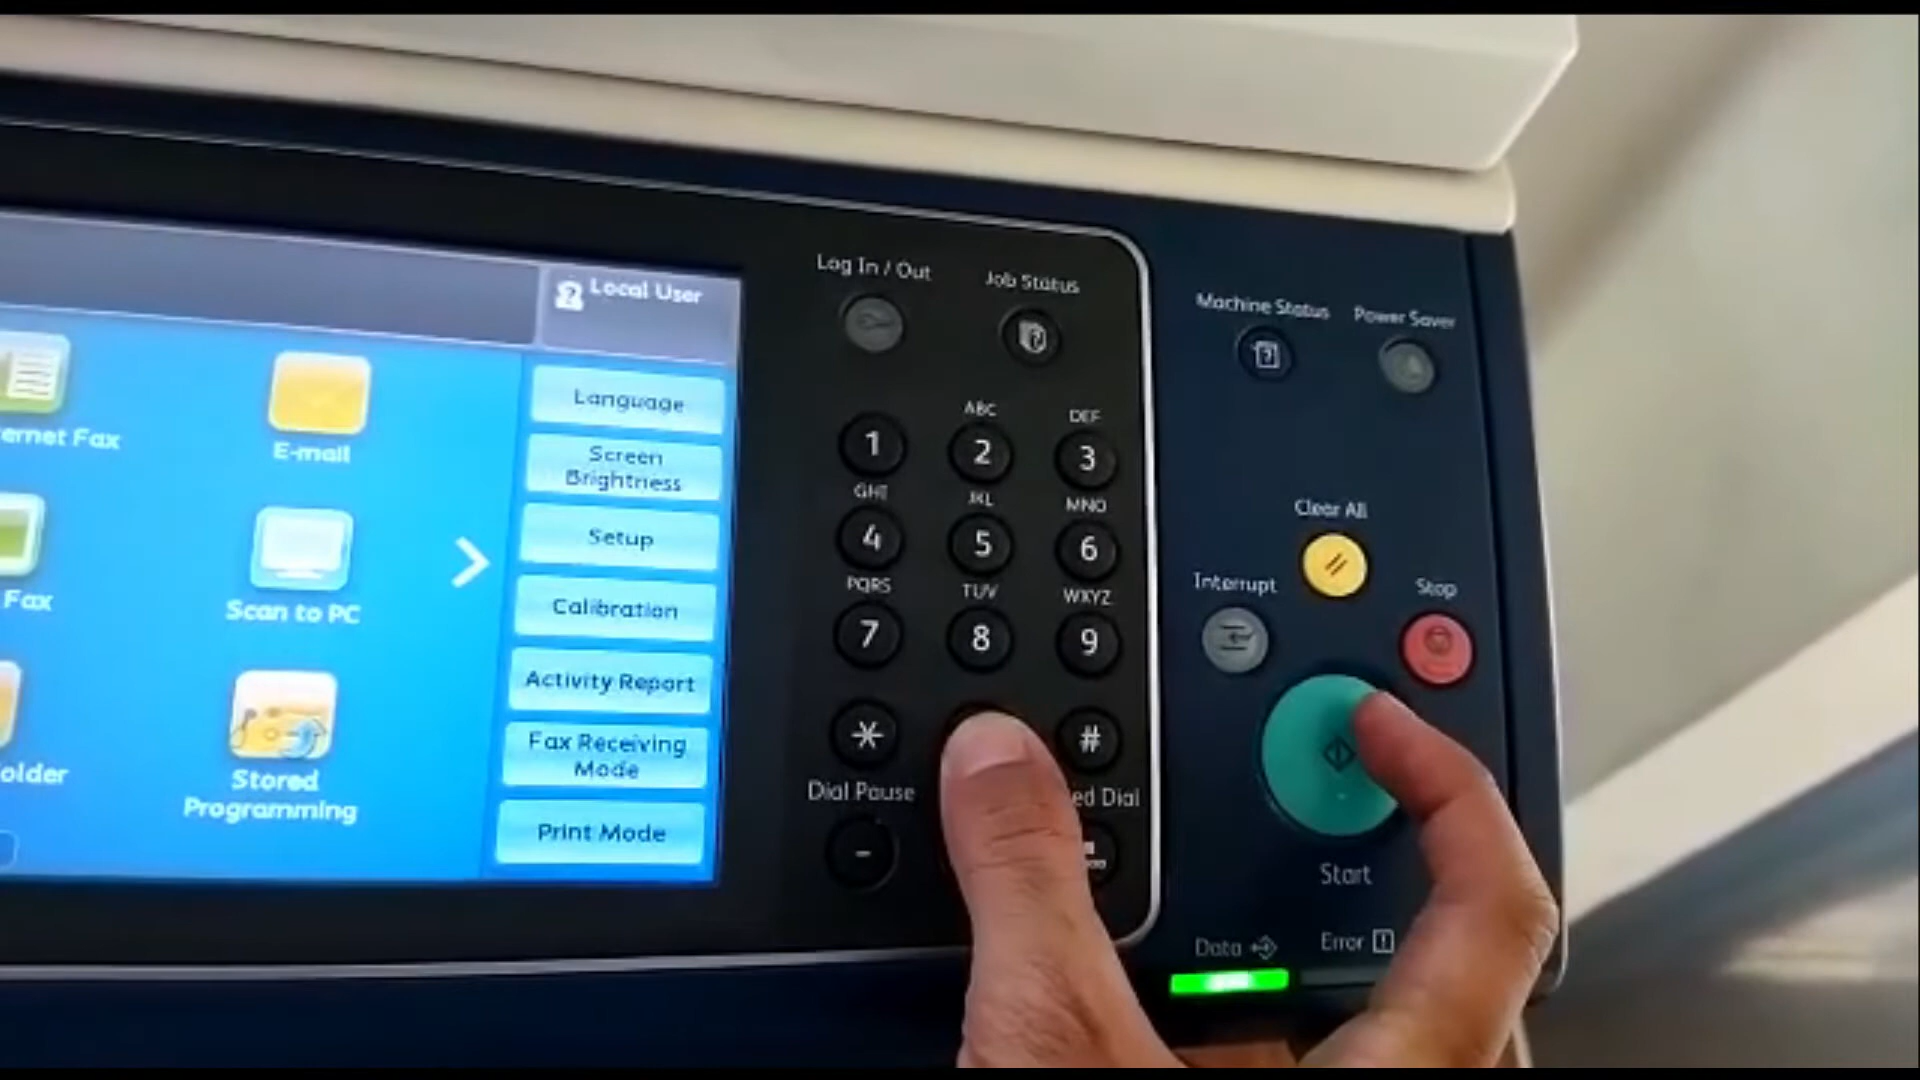 Local User
Language
Screen
Brightness
Setup
Calibration
Activity Report
Fax Receiving
Mode
Print Mode
ernet Fax
E-mail
Fax
Scan to PC
older
Stored
Programming
Log In / Out
Job Status
Machine Status
Power Saver
ABC
DEF
1
2
3
GHI
JKL
MNO
4
5
6
PQRS
TUV
WXYZ
7
8
9
*
#
Dial Pause
ed Dial
-
Clear All
Interrupt
Stop
Start
Data
Error